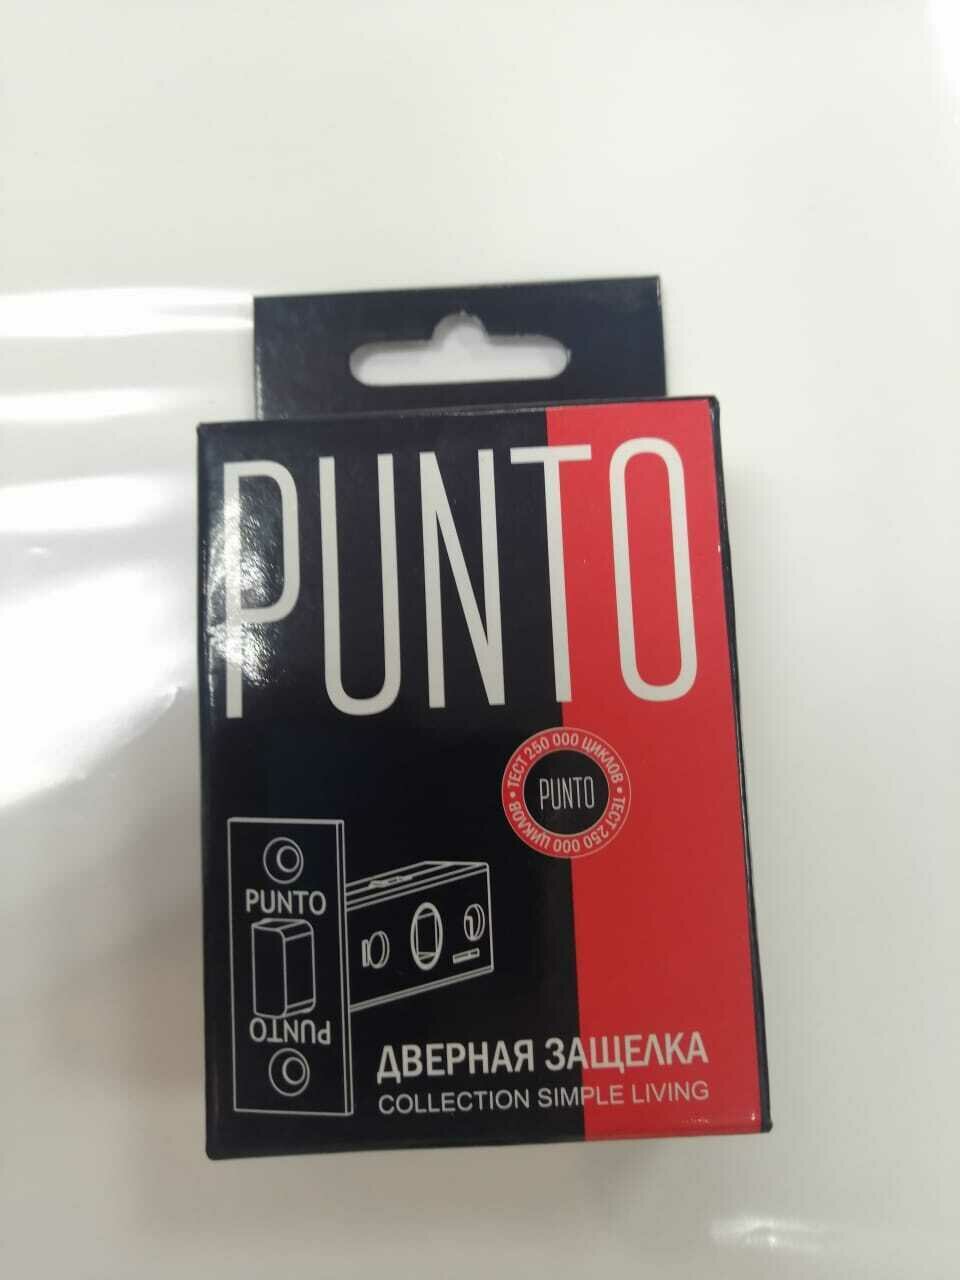 PUNTO
ТЕСТ 250 000 ЦИКЛОВ • ТЕСТ 250 000 ЦИКЛОВ •
PUNTO
PUNTO
PUNTO
ДВЕРНАЯ ЗАЩЕЛКА
COLLECTION SIMPLE LIVING